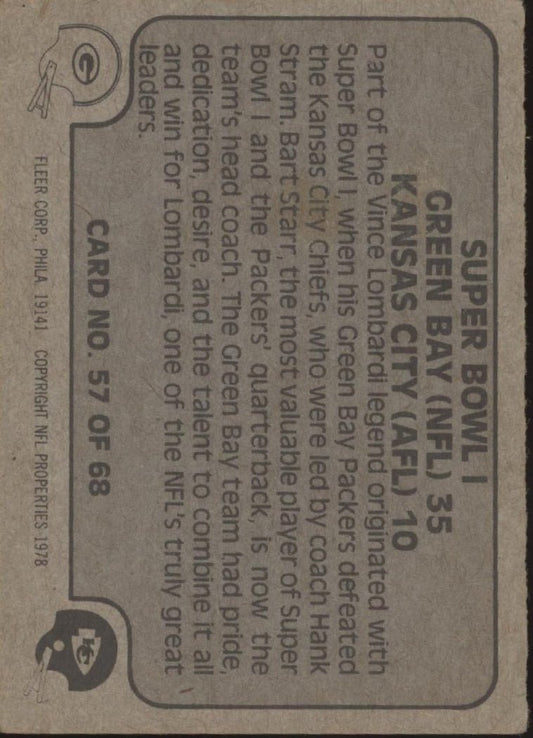 SUPER BOWL I
GREEN BAY (NFL) 35
KANSAS CITY (AFL) 10
Part of the Vince Lombardi legend originated with
Super Bowl I, when his Green Bay Packers defeated
the Kansas City Chiefs, who were led by coach Hank
Stram. Bart Starr, the most valuable player of Super
Bowl I and the Packers' quarterback, is now the
team's head coach. The Green Bay team had pride,
dedication, desire, and the talent to combine it all
and win for Lombardi, one of the NFL's truly great
leaders.
CARD NO. 57 OF 68
G
KC
FLEER CORP., PHILA 19141 COPYRIGHT NFL PROPERTIES 1978